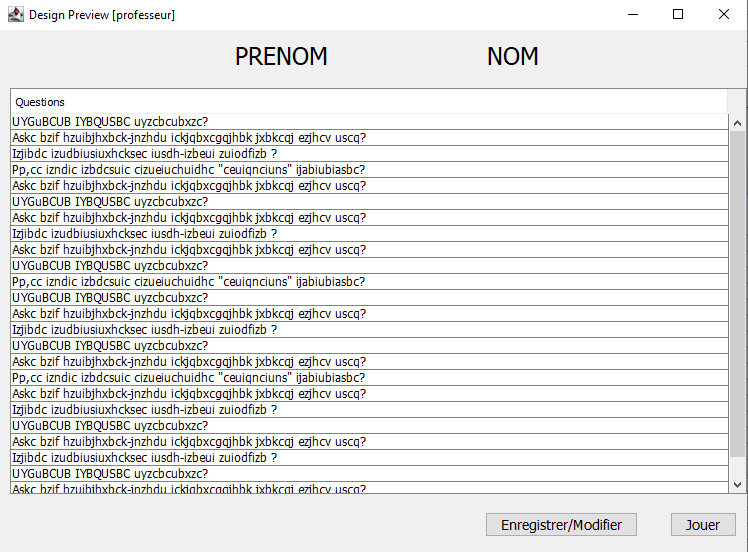 Design Preview [professeur]
PRENOM NOM
Questions
UYGuBCUB IYBQUSBC uyzcbcubxzc?
Askc bzif hzuibjhxbck-jnzhdu ickjqbxcgqjhbk jxbkcqj ezjhcv uscq?
Izjibdc izudbiusiuxhcksec iusdh-izbeui zuiodfizb ?
Pp,cc izndic izbdcsuic cizueiuchuidhc "ceuiqnciuns" ijabiubiasbc?
Askc bzif hzuibjhxbck-jnzhdu ickjqbxcgqjhbk jxbkcqj ezjhcv uscq?
UYGuBCUB IYBQUSBC uyzcbcubxzc?
Askc bzif hzuibjhxbck-jnzhdu ickjqbxcgqjhbk jxbkcqj ezjhcv uscq?
Izjibdc izudbiusiuxhcksec iusdh-izbeui zuiodfizb ?
Askc bzif hzuibjhxbck-jnzhdu ickjqbxcgqjhbk jxbkcqj ezjhcv uscq?
UYGuBCUB IYBQUSBC uyzcbcubxzc?
Pp,cc izndic izbdcsuic cizueiuchuidhc "ceuiqnciuns" ijabiubiasbc?
UYGuBCUB IYBQUSBC uyzcbcubxzc?
Askc bzif hzuibjhxbck-jnzhdu ickjqbxcgqjhbk jxbkcqj ezjhcv uscq?
Izjibdc izudbiusiuxhcksec iusdh-izbeui zuiodfizb ?
UYGuBCUB IYBQUSBC uyzcbcubxzc?
Askc bzif hzuibjhxbck-jnzhdu ickjqbxcgqjhbk jxbkcqj ezjhcv uscq?
Pp,cc izndic izbdcsuic cizueiuchuidhc "ceuiqnciuns" ijabiubiasbc?
Askc bzif hzuibjhxbck-jnzhdu ickjqbxcgqjhbk jxbkcqj ezjhcv uscq?
Izjibdc izudbiusiuxhcksec iusdh-izbeui zuiodfizb ?
UYGuBCUB IYBQUSBC uyzcbcubxzc?
Askc bzif hzuibjhxbck-jnzhdu ickjqbxcgqjhbk jxbkcqj ezjhcv uscq?
Izjibdc izudbiusiuxhcksec iusdh-izbeui zuiodfizb ?
UYGuBCUB IYBQUSBC uyzcbcubxzc?
Askc bzif hzuibjhxbck-jnzhdu ickjqbxcgqjhbk jxbkcqj ezjhcv uscq?
Enregistrer/Modifier Jouer